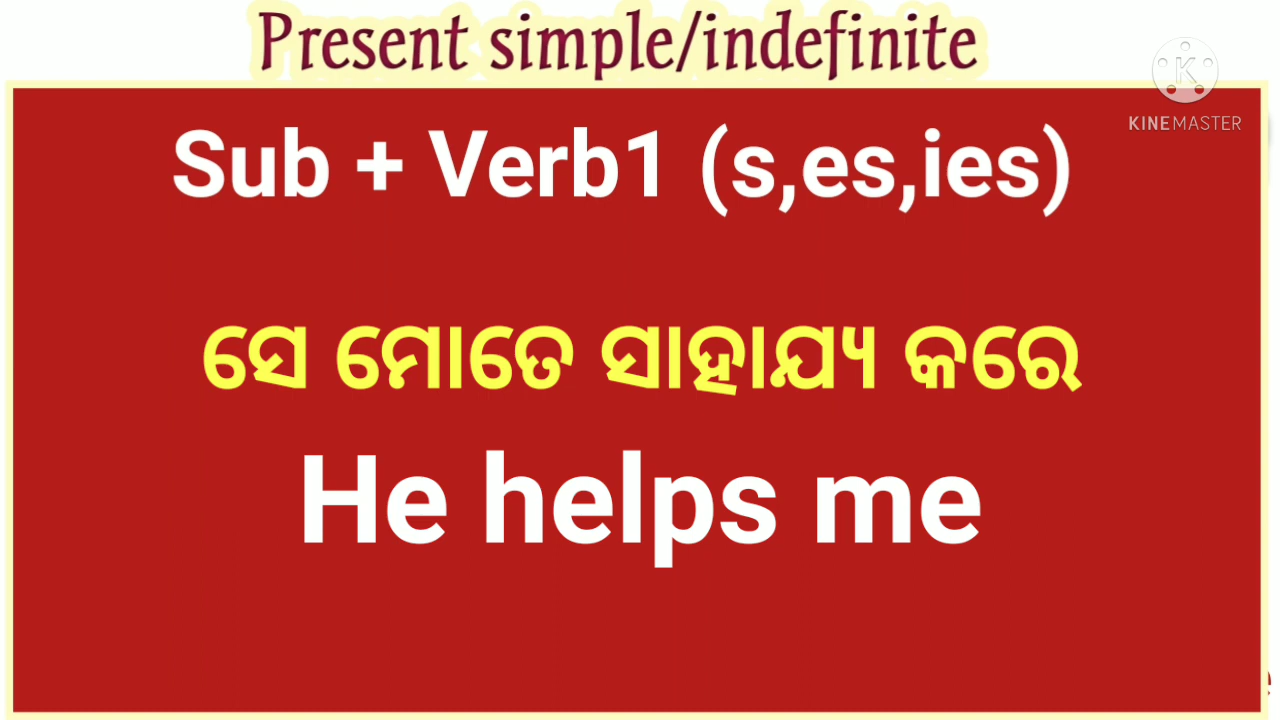 Present simple/indefinite
KINEMASTER
Sub + Verb1 (s,es,ies)
ସେ ମୋତେ ସାହାଯ୍ୟ କରେ
He helps me